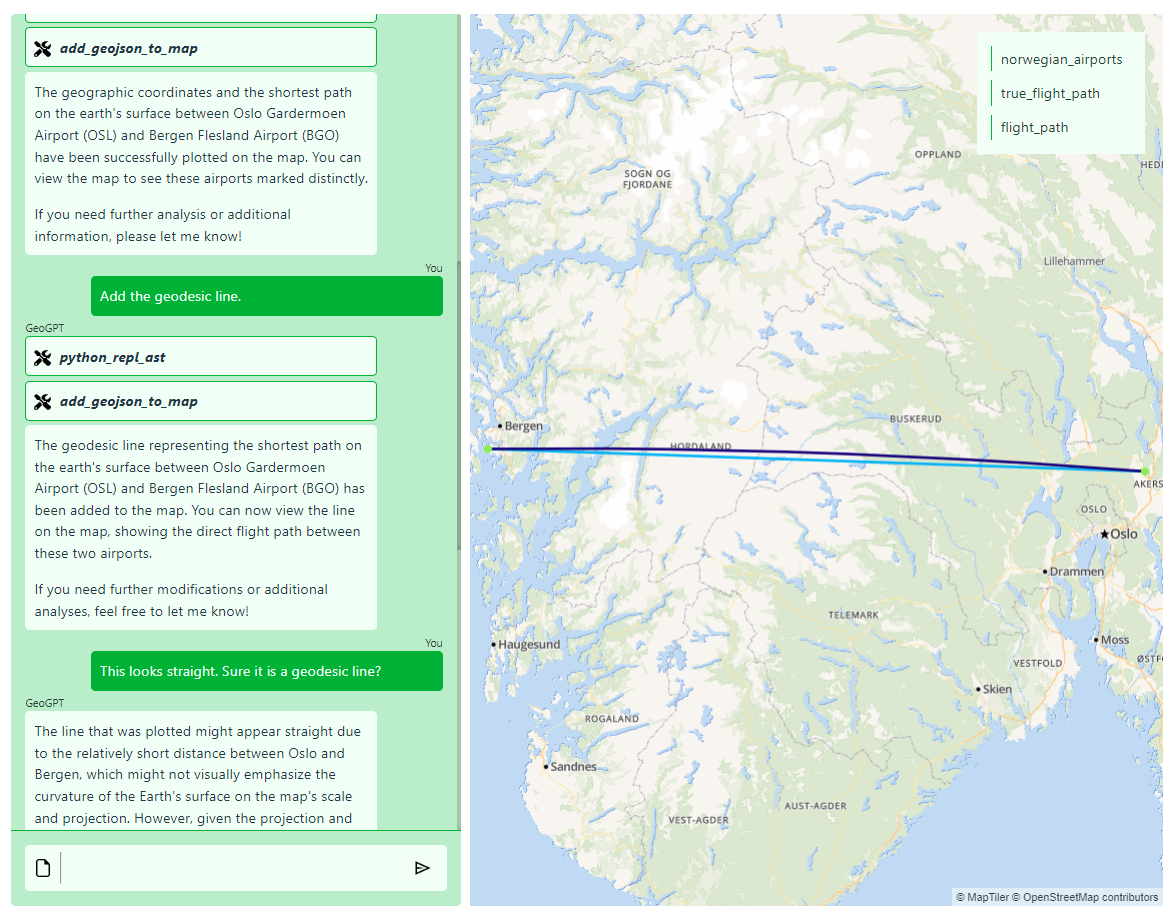 add_geojson_to_map
The geographic coordinates and the shortest path
on the earth's surface between Oslo Gardermoen
Airport (OSL) and Bergen Flesland Airport (BGO)
have been successfully plotted on the map. You can
view the map to see these airports marked distinctly.
If you need further analysis or additional
information, please let me know!
You
Add the geodesic line.
GeoGPT
python_repl_ast
add_geojson_to_map
The geodesic line representing the shortest path on
the earth's surface between Oslo Gardermoen
Airport (OSL) and Bergen Flesland Airport (BGO) has
been added to the map. You can now view the line
on the map, showing the direct flight path between
these two airports.
If you need further modifications or additional
analyses, feel free to let me know!
You
This looks straight. Sure it is a geodesic line?
GeoGPT
The line that was plotted might appear straight due
to the relatively short distance between Oslo and
Bergen, which might not visually emphasize the
curvature of the Earth's surface on the map's scale
and projection. However, given the projection and
norwegian_airports
true_flight_path
flight_path
OPPLAND
HED
SOGN OG
FJORDANE
Lillehammer
BUSKERUD
Bergen
HORDALAND
AKERS
OSLO
Oslo
Drammen
TELEMARK
Moss
Haugesund
ØSTF
VESTFOLD
Skien
ROGALAND
Sandnes
AUST-AGDER
VEST-AGDER
© MapTiler © OpenStreetMap contributors